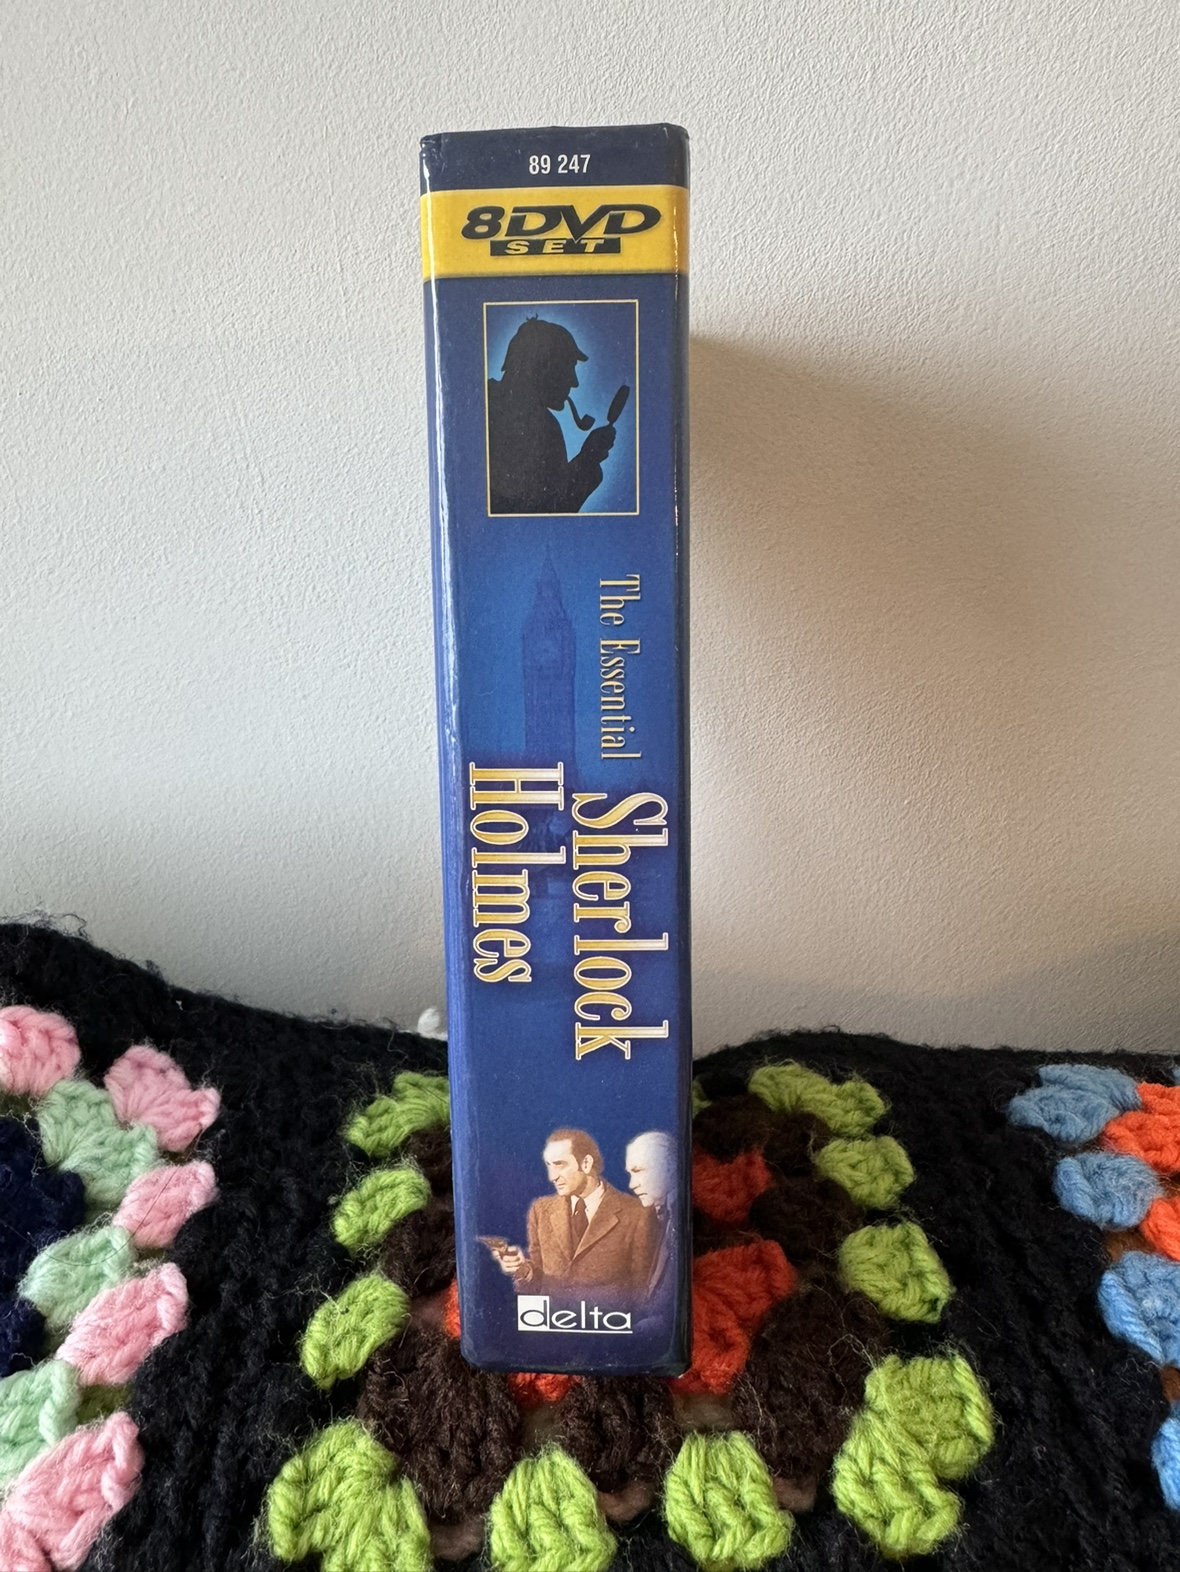 89 247
8DVD
SET
The Essential
Sherlock
Holmes
delta